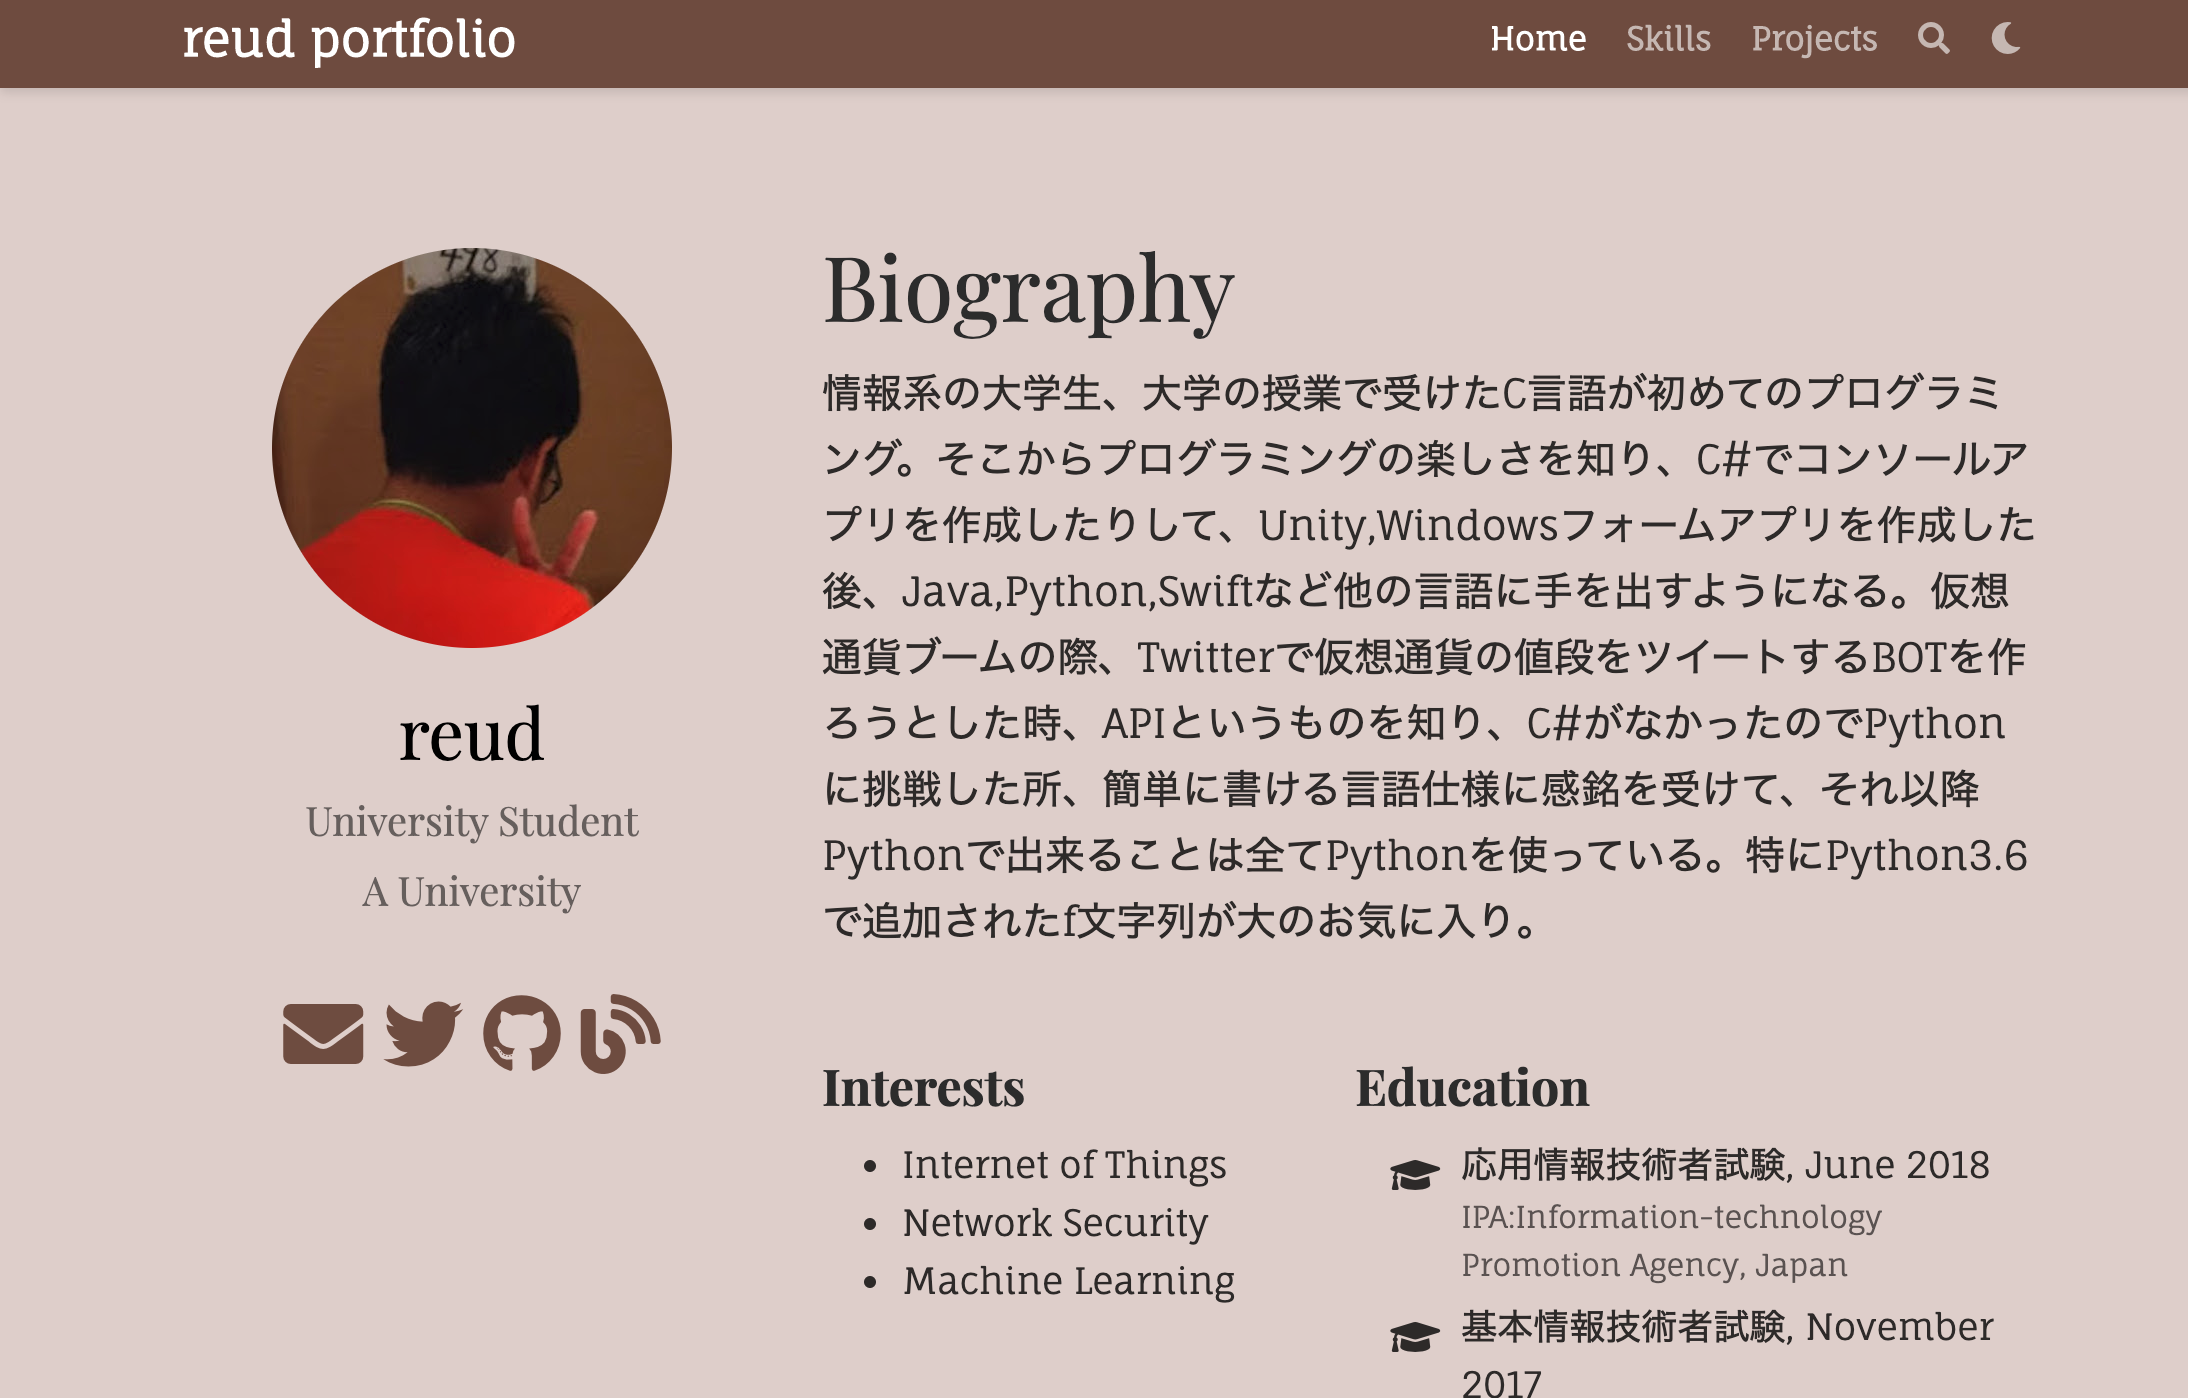 reud portfolio
Home
Skills
Projects
498
Biography
情報系の大学生、大学の授業で受けたC言語が初めてのプログラミ
ング。そこからプログラミングの楽しさを知り、C#でコンソールア
プリを作成したりして、Unity,Windowsフォームアプリを作成した
後、Java,Python,Swiftなど他の言語に手を出すようになる。仮想
通貨ブームの際、Twitterで仮想通貨の値段をツイートするBOTを作
ろうとした時、APIというものを知り、C#がなかったのでPython
に挑戦した所、簡単に書ける言語仕様に感銘を受けて、それ以降
Pythonで出来ることは全てPythonを使っている。特にPython3.6
で追加されたf文字列が大のお気に入り。
reud
University Student
A University
Interests
Internet of Things
Network Security
Machine Learning
Education
応用情報技術者試験, June 2018
IPA:Information-technology
Promotion Agency, Japan
基本情報技術者試験, November
2017